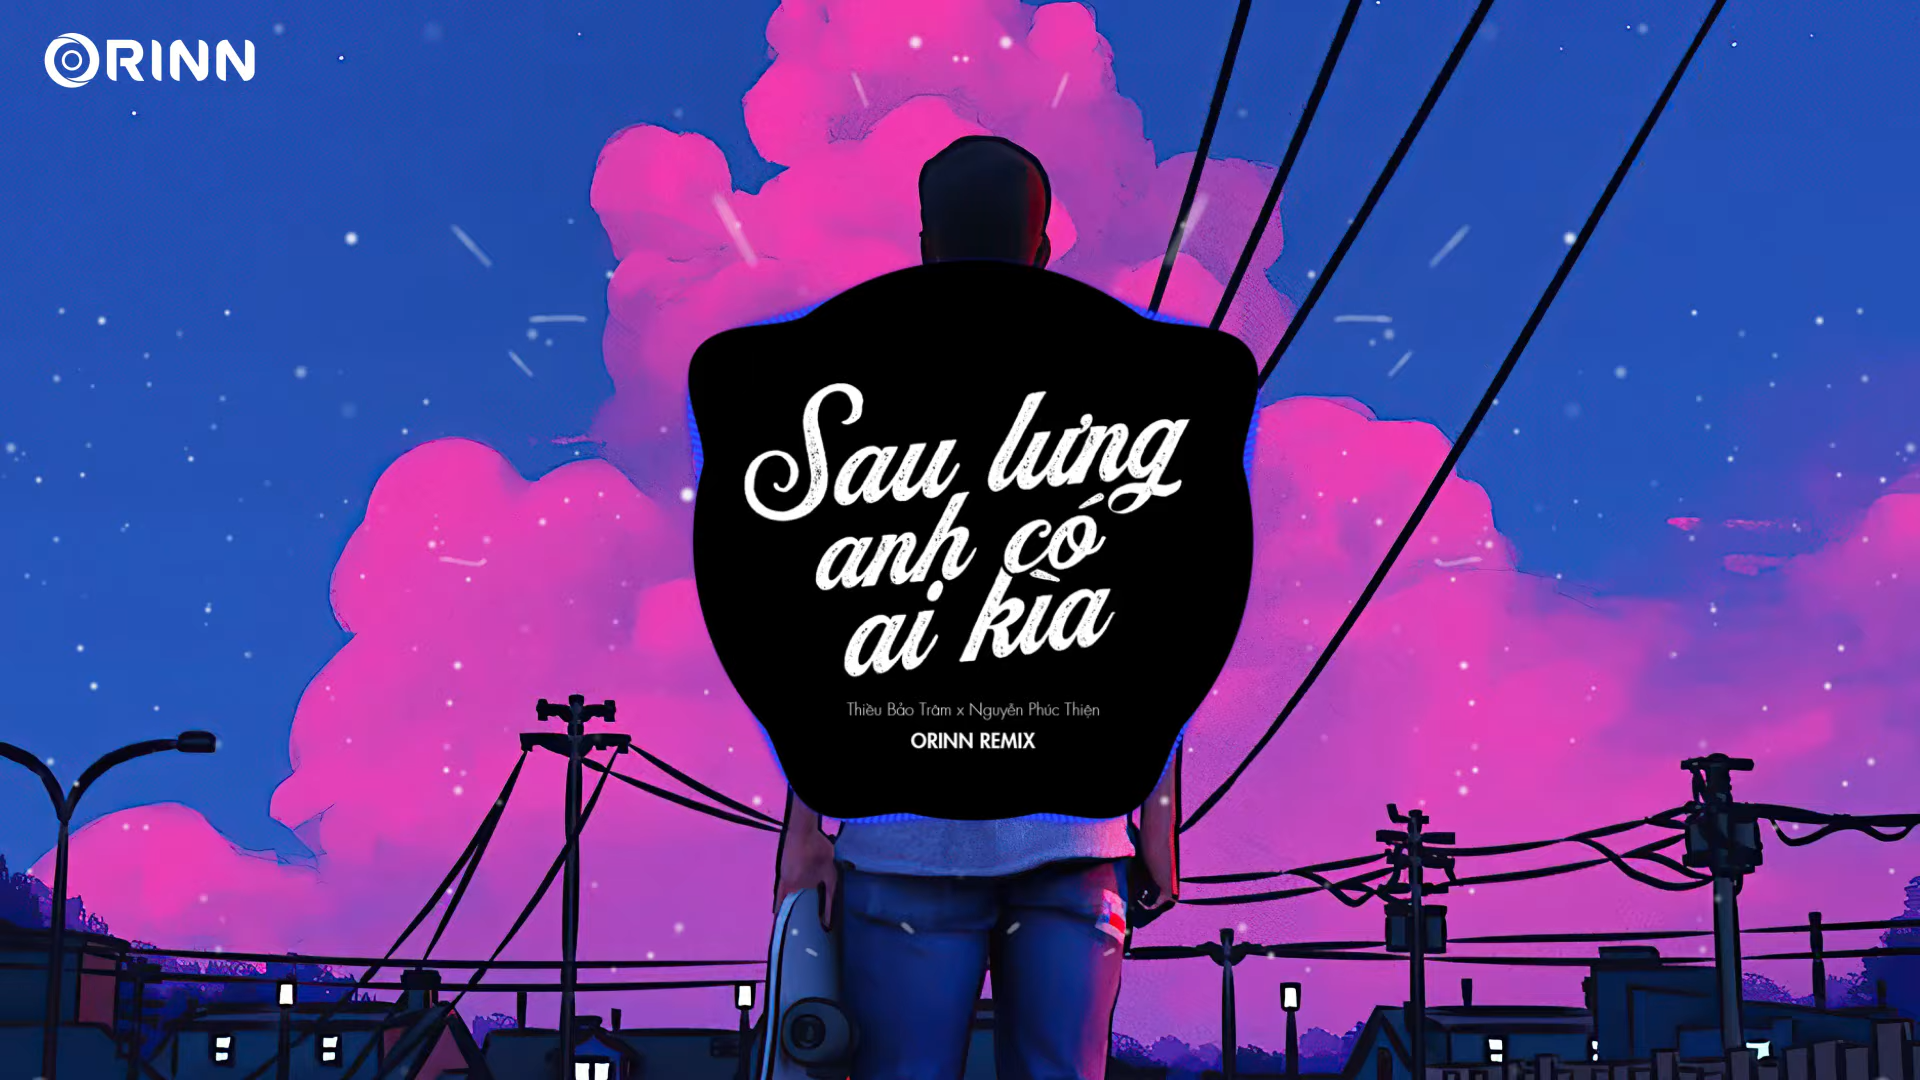 ORINN
Sau lưng
anh có
ai kìa
Thiều Bảo Trâm x Nguyễn Phúc Thiện
ORINN REMIX